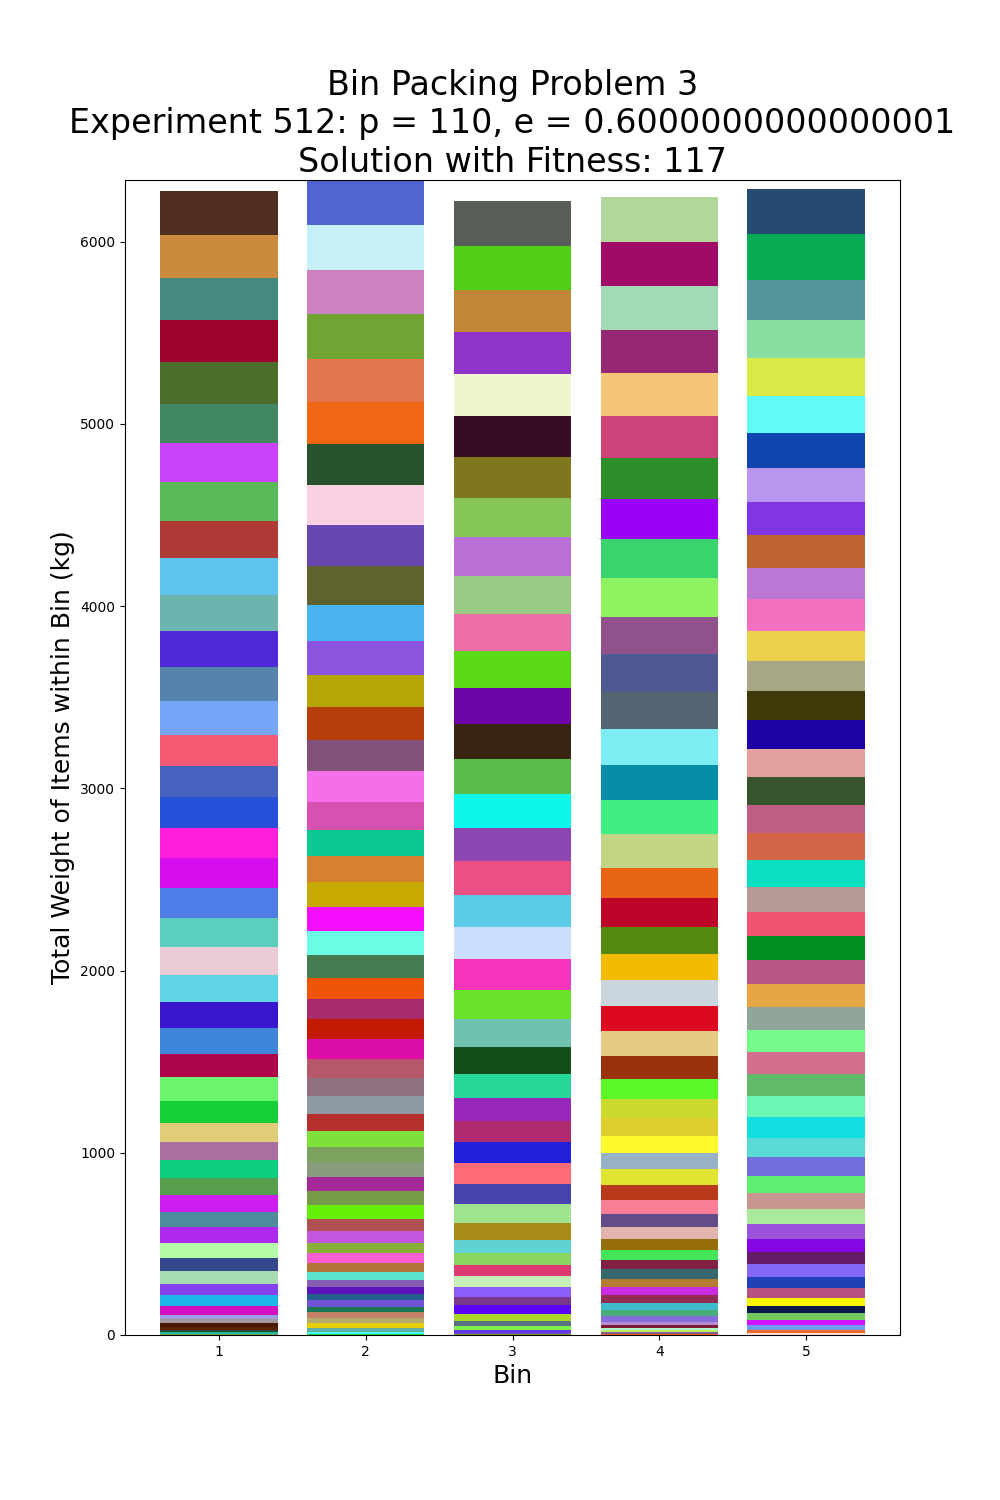 Bin Packing Problem 3
Experiment 512: p = 110, e = 0.6000000000000001
Solution with Fitness: 117
Total Weight of Items within Bin (kg)
6000
5000
4000
3000
2000
1000
0
1 2 3 4 5
Bin